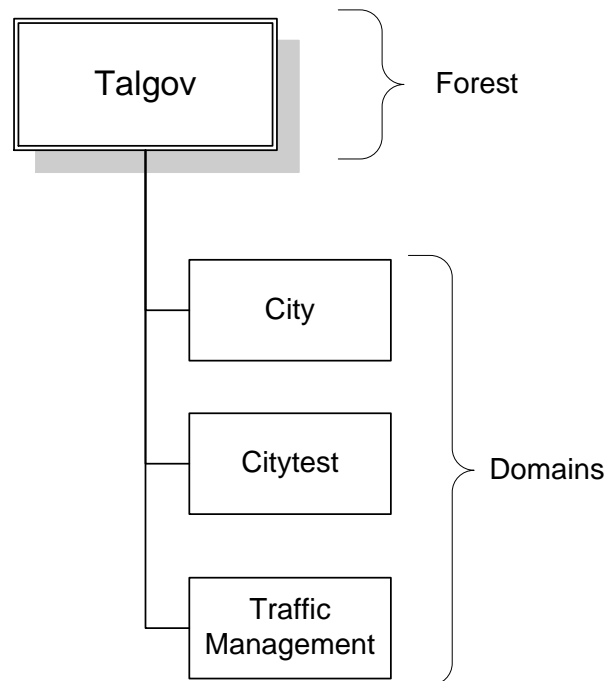 Talgov
Forest
City
Citytest
Domains
Traffic
Management